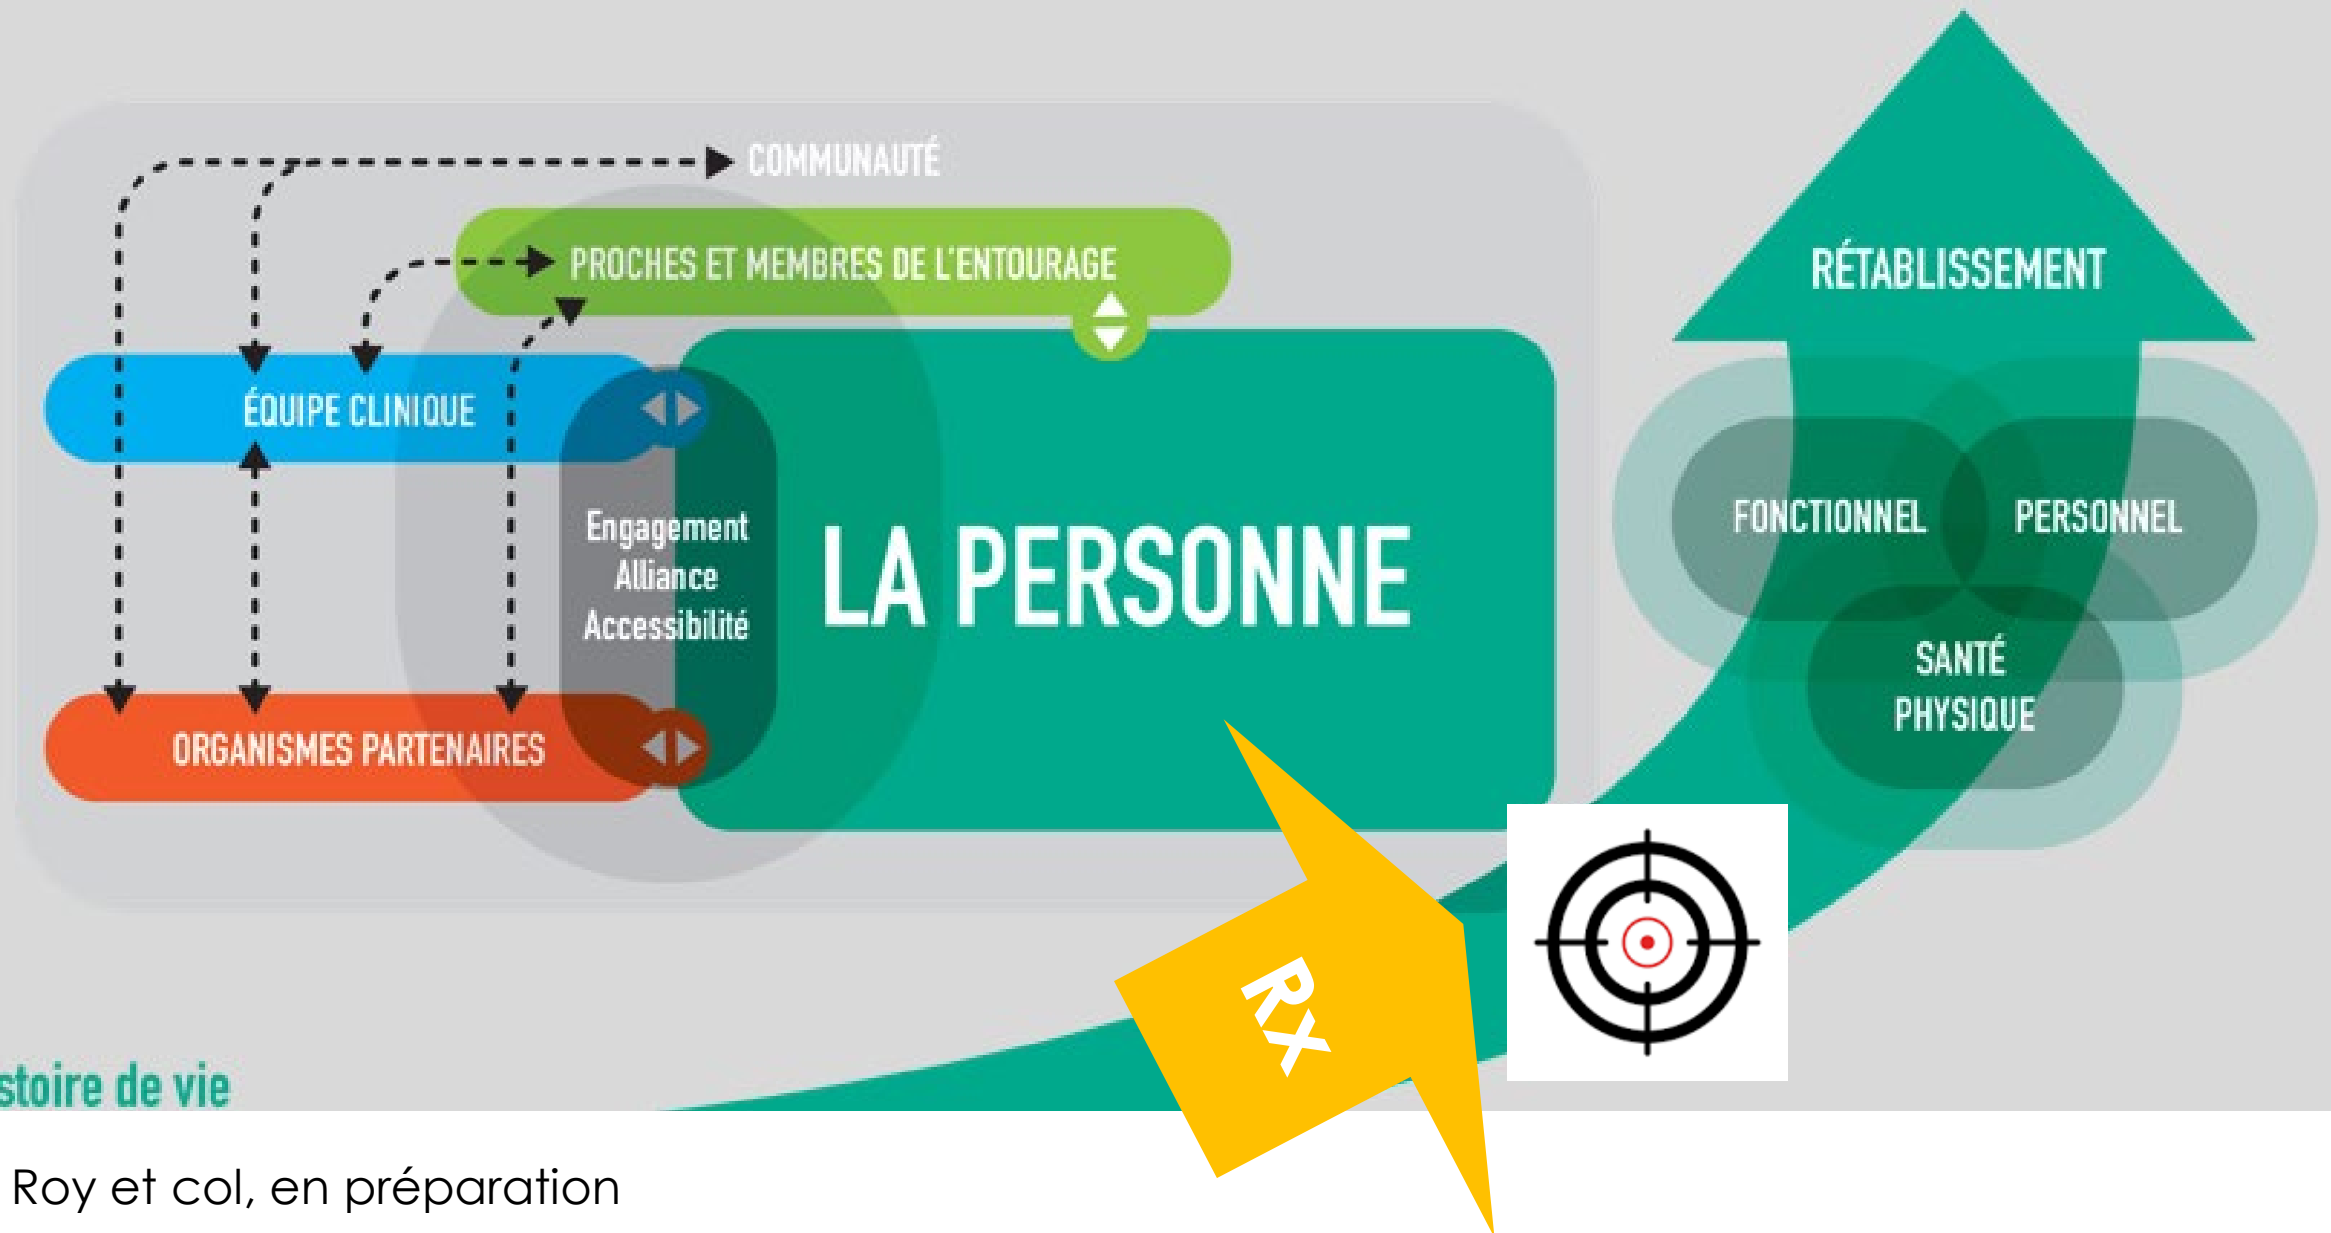 COMMUNAUTÉ
PROCHES ET MEMBRES DE L'ENTOURAGE
RÉTABLISSEMENT
ÉQUIPE CLINIQUE
Engagement
Alliance
Accessibilité
LA PERSONNE
FONCTIONNEL
PERSONNEL
SANTÉ
PHYSIQUE
ORGANISMES PARTENAIRES
RX
stoire de vie
Roy et col, en préparation